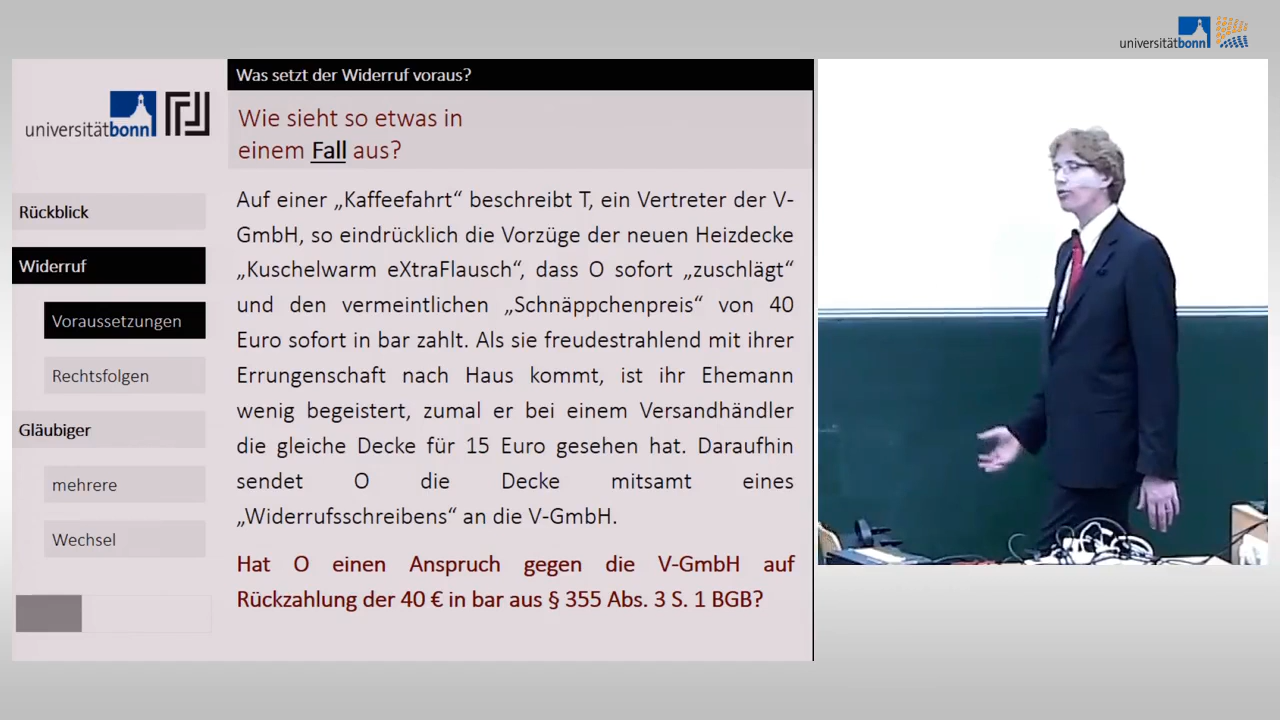 universitätbonn
Was setzt der Widerruf voraus?
universitätbonn
Wie sieht so etwas in
einem Fall aus?
Rückblick
Widerruf
Voraussetzungen
Rechtsfolgen
Gläubiger
mehrere
Wechsel
Auf einer „Kaffeefahrt“ beschreibt T, ein Vertreter der V-
GmbH, so eindrücklich die Vorzüge der neuen Heizdecke
„Kuschelwarm eXtraFlausch“, dass O sofort „zuschlägt“
und den vermeintlichen „Schnäppchenpreis“ von 40
Euro sofort in bar zahlt. Als sie freudestrahlend mit ihrer
Errungenschaft nach Haus kommt, ist ihr Ehemann
wenig begeistert, zumal er bei einem Versandhändler
die gleiche Decke für 15 Euro gesehen hat. Daraufhin
sendet O die Decke mitsamt eines
„Widerrufsschreibens“ an die V-GmbH.
Hat O einen Anspruch gegen die V-GmbH auf
Rückzahlung der 40 € in bar aus § 355 Abs. 3 S. 1 BGB?